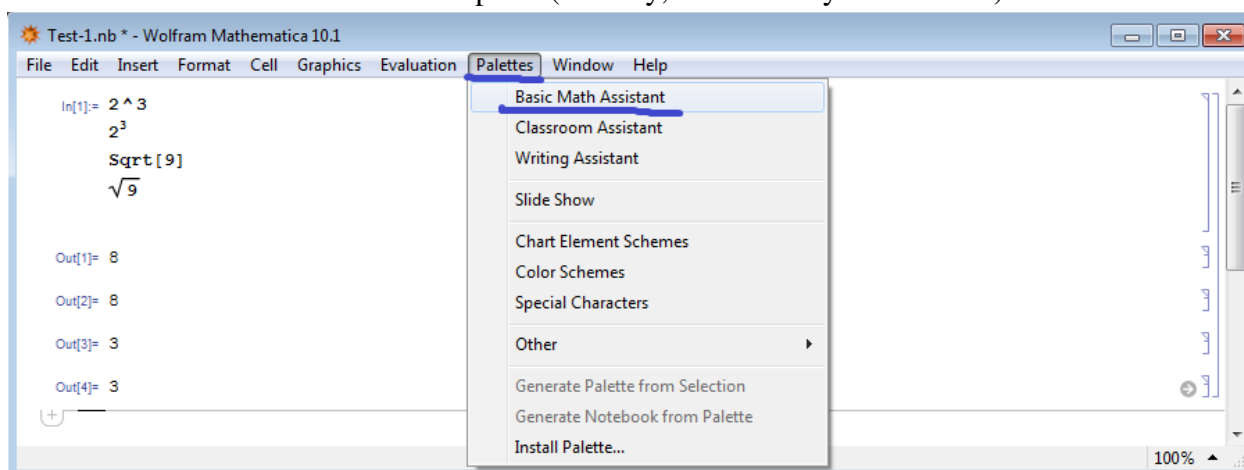 Test-1.nb * - Wolfram Mathematica 10.1
File Edit Insert Format Cell Graphics Evaluation Palettes Window Help
In[1]:= 2^3
2³
Sqrt[9]
√9
Out[1]= 8
Out[2]= 8
Out[3]= 3
Out[4]= 3
Basic Math Assistant
Classroom Assistant
Writing Assistant
Slide Show
Chart Element Schemes
Color Schemes
Special Characters
Other
Generate Palette from Selection
Generate Notebook from Palette
Install Palette...
100%